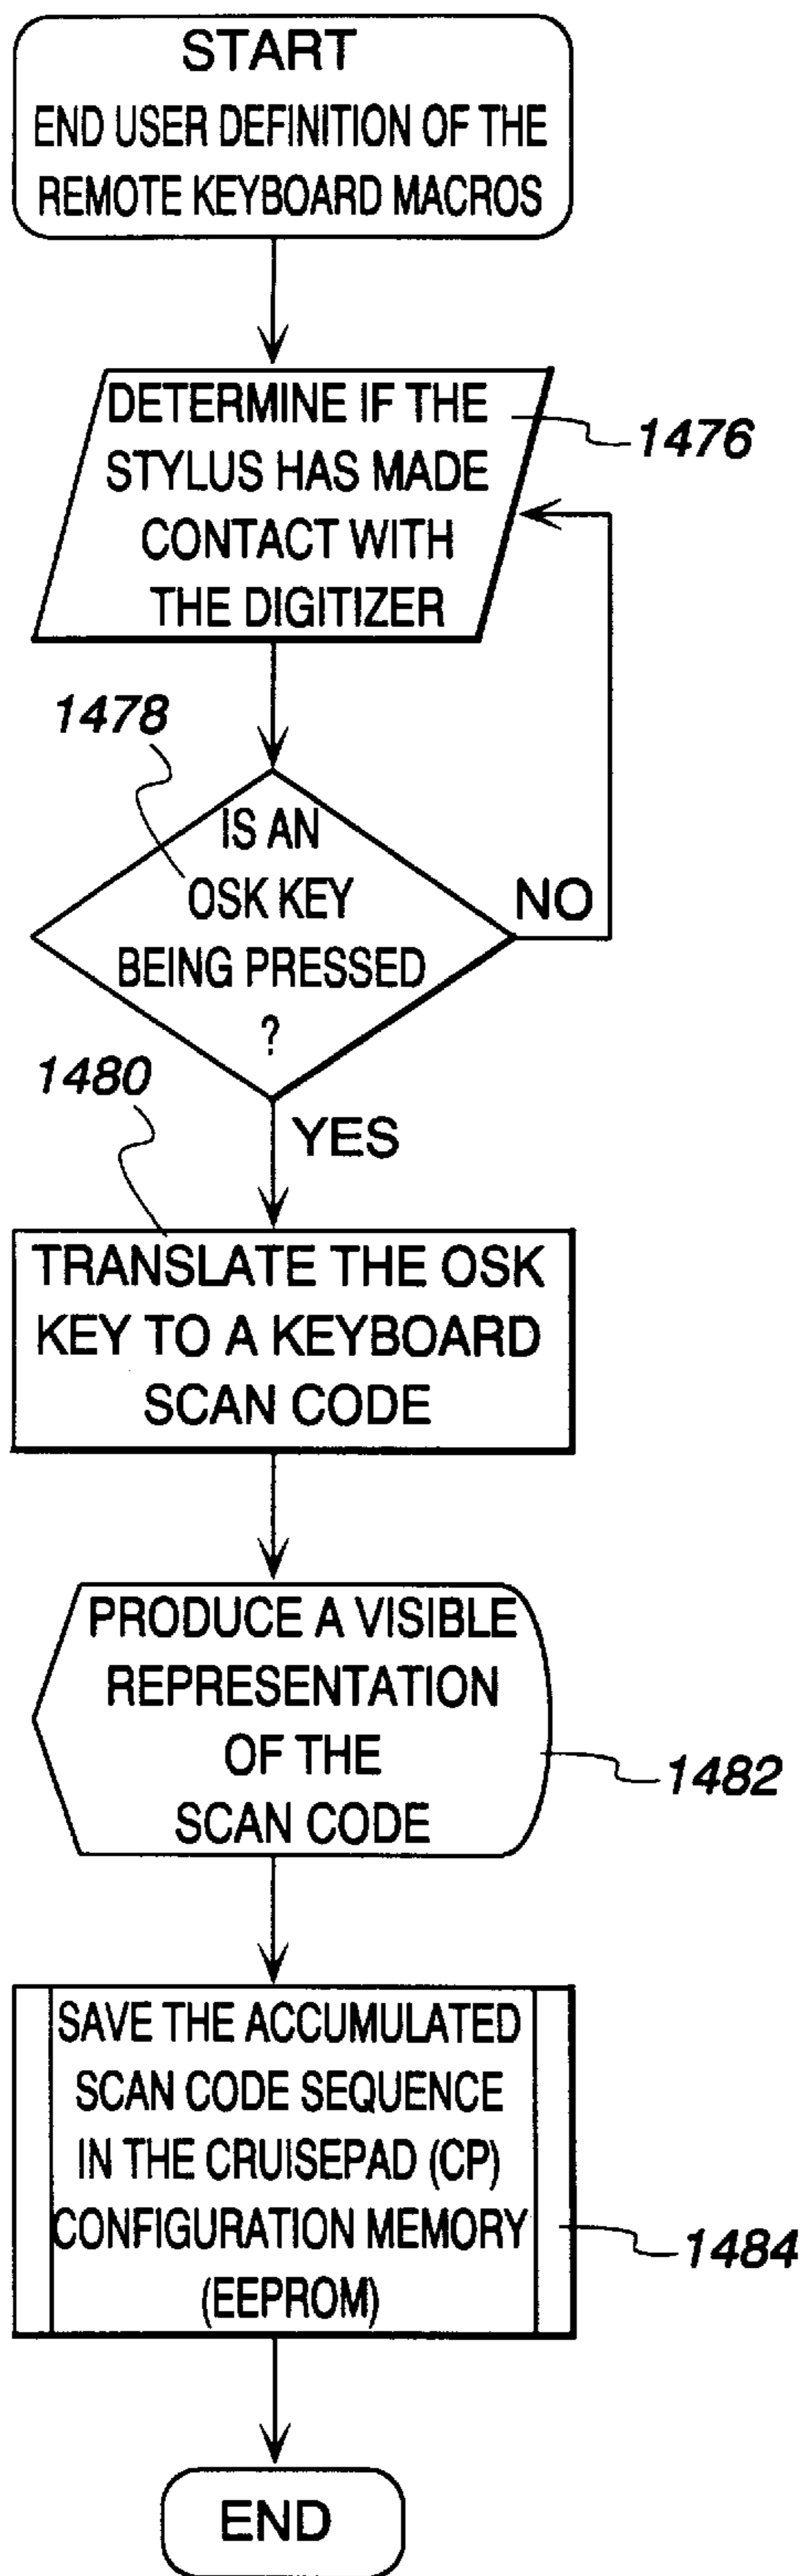 START
END USER DEFINITION OF THE
REMOTE KEYBOARD MACROS
DETERMINE IF THE
STYLUS HAS MADE
CONTACT WITH
THE DIGITIZER
1476
1478
IS AN
OSK KEY
BEING PRESSED
?
NO
1480
YES
TRANSLATE THE OSK
KEY TO A KEYBOARD
SCAN CODE
PRODUCE A VISIBLE
REPRESENTATION
OF THE
SCAN CODE
1482
SAVE THE ACCUMULATED
SCAN CODE SEQUENCE
IN THE CRUISEPAD (CP)
CONFIGURATION MEMORY
(EEPROM)
1484
END